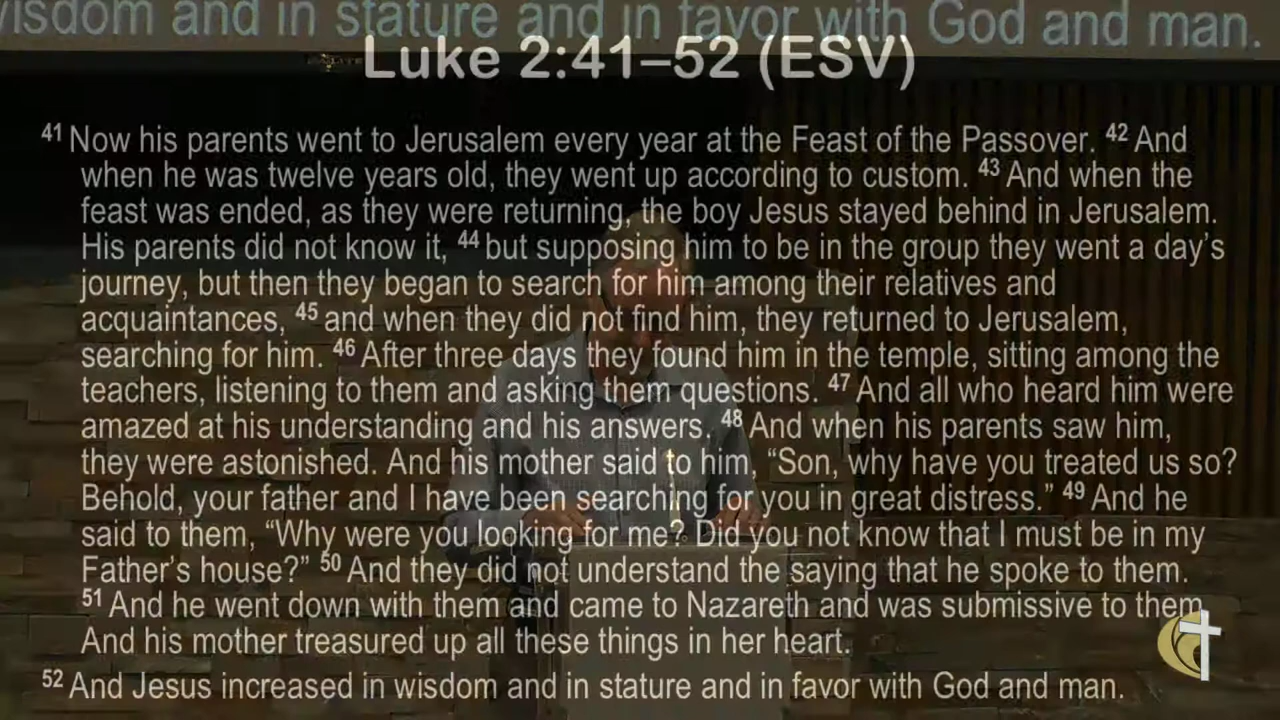 isdom and in stature and in favor with God and man.
Luke 2:41–52 (ESV)
41 Now his parents went to Jerusalem every year at the Feast of the Passover. 42 And
when he was twelve years old, they went up according to custom. 43 And when the
feast was ended, as they were returning, the boy Jesus stayed behind in Jerusalem.
His parents did not know it, 44 but supposing him to be in the group they went a day’s
journey, but then they began to search for him among their relatives and
acquaintances, 45 and when they did not find him, they returned to Jerusalem,
searching for him. 46 After three days they found him in the temple, sitting among the
teachers, listening to them and asking them questions. 47 And all who heard him were
amazed at his understanding and his answers. 48 And when his parents saw him,
they were astonished. And his mother said to him, “Son, why have you treated us so?
Behold, your father and I have been searching for you in great distress.” 49 And he
said to them, “Why were you looking for me? Did you not know that I must be in my
Father’s house?” 50 And they did not understand the saying that he spoke to them.
51 And he went down with them and came to Nazareth and was submissive to them
And his mother treasured up all these things in her heart.
52 And Jesus increased in wisdom and in stature and in favor with God and man.